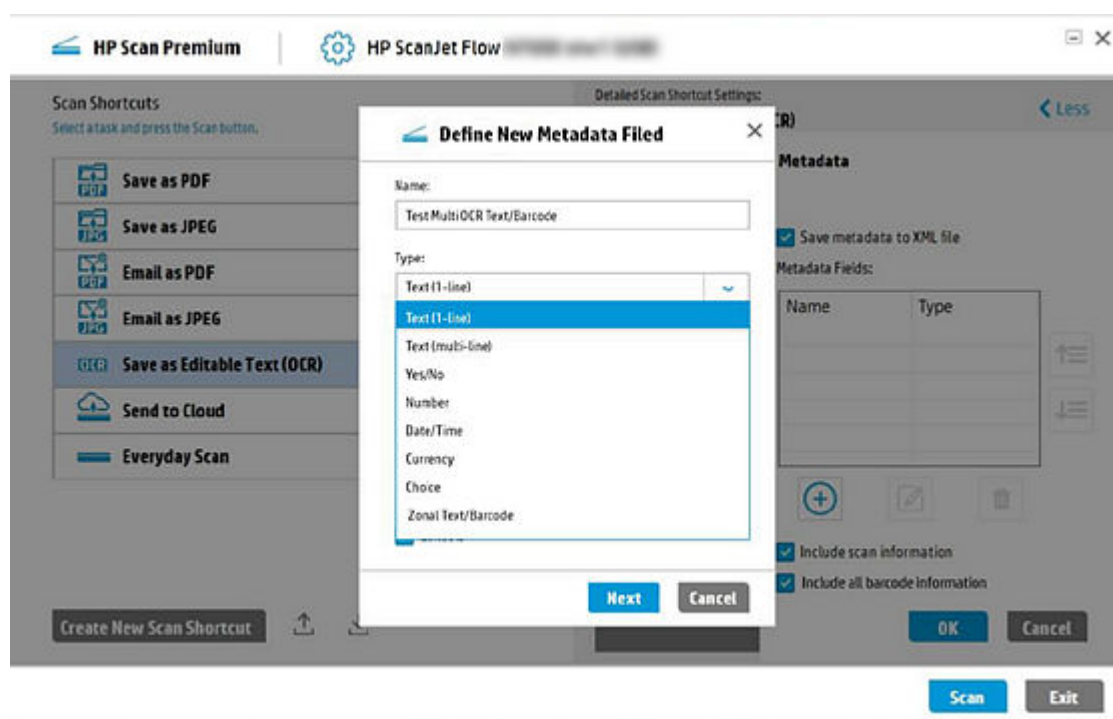 HP Scan Premium
HP ScanJet Flow
Scan Shortcuts
Select a task and press the Scan button.
Save as PDF
Save as JPEG
Email as PDF
Email as JPEG
Save as Editable Text (OCR)
Send to Cloud
Everyday Scan
Create New Scan Shortcut
Define New Metadata Filed
Name:
Test Multi OCR Text/Barcode
Type:
Text (1-line)
Text (1-line)
Text (multi-line)
Yes/No
Number
Date/Time
Currency
Choice
Zonal Text/Barcode
Next
Cancel
Detailed Scan Shortcut Settings:
CR)
Less
Metadata
Save metadata to XML file
Metadata Fields:
Name Type
Include scan information
Include all barcode information
OK
Cancel
Scan
Exit